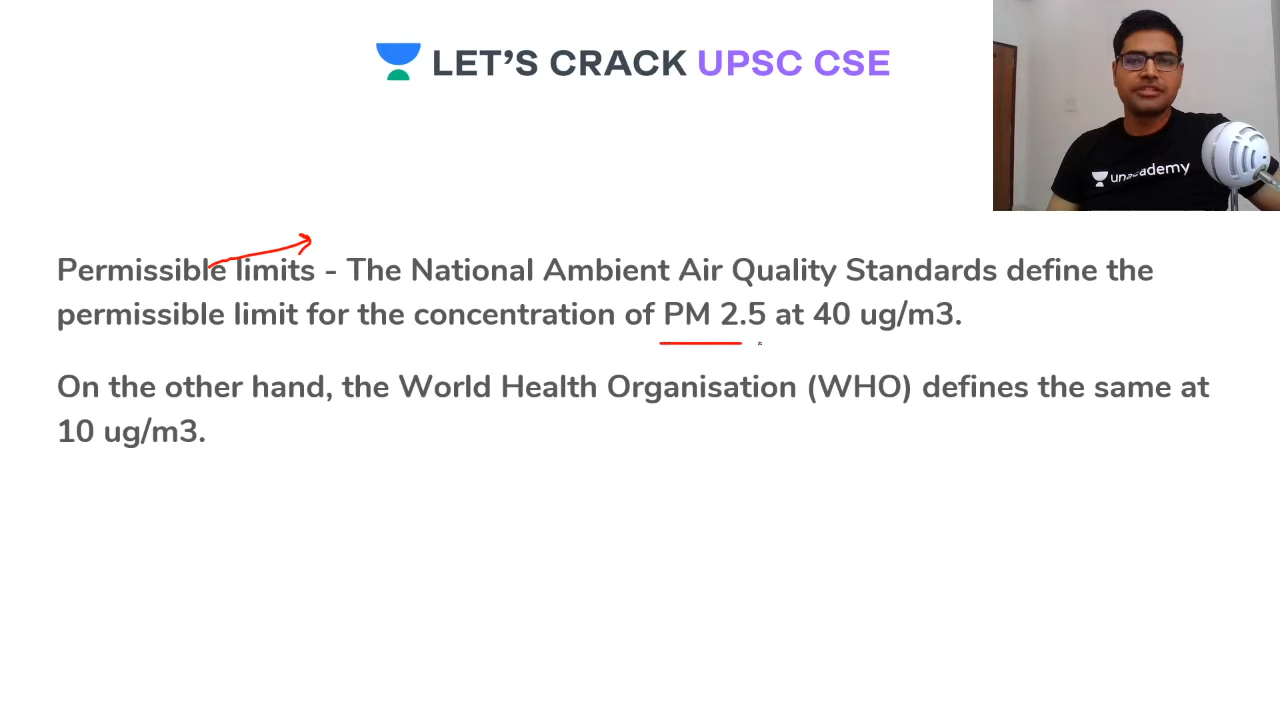 LET'S CRACK UPSC CSE
unacademy
Permissible limits - The National Ambient Air Quality Standards define the
permissible limit for the concentration of PM 2.5 at 40 ug/m3.
On the other hand, the World Health Organisation (WHO) defines the same at
10 ug/m3.